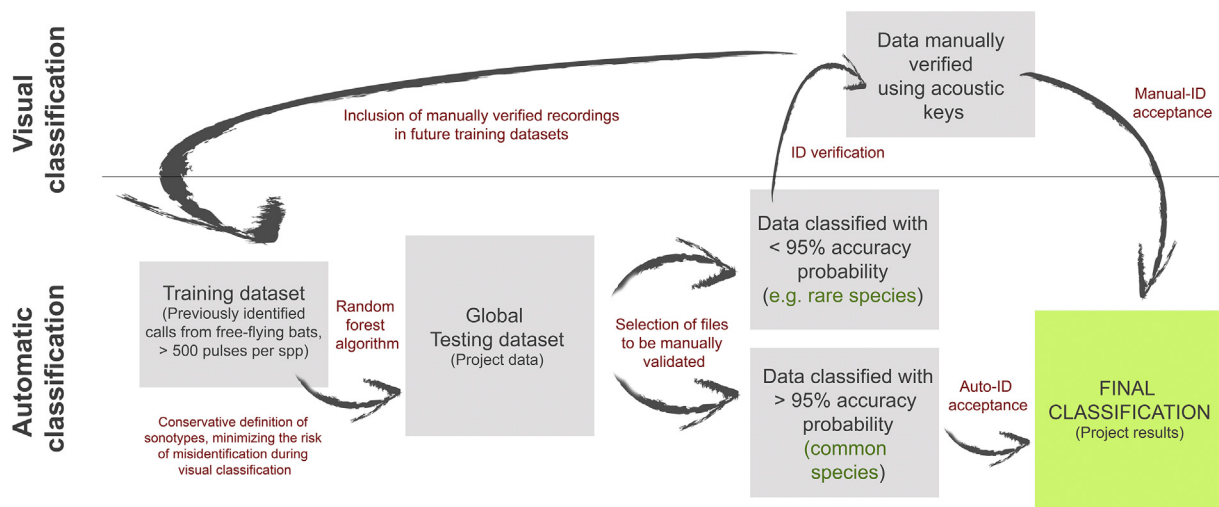 Visual
classification
Data manually
verified
using acoustic
keys
Inclusion of manually verified recordings
in future training datasets
ID verification
Manual-ID
acceptance
Automatic
classification
Training dataset
(Previously identified
calls from free-flying bats,
> 500 pulses per spp)
Random
forest
algorithm
Conservative definition of
sonotypes, minimizing the risk
of misidentification during
visual classification
Global
Testing dataset
(Project data)
Selection of files
to be manually
validated
Data classified with
< 95% accuracy
probability
(e.g. rare species)
Data classified with
> 95% accuracy
probability
(common
species)
Auto-ID
acceptance
FINAL
CLASSIFICATION
(Project results)